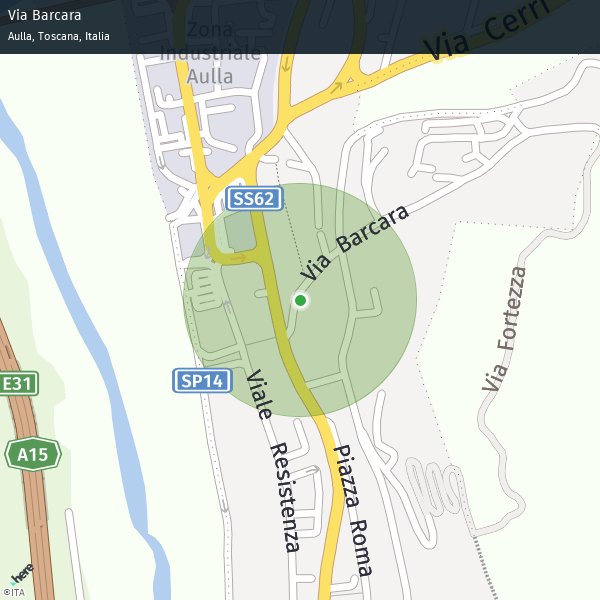 Via Barcara
Aulla, Toscana, Italia
Zona
Industriale
Aulla
Via Cerri
SS62
Via Barcara
Via Fortezza
E31
SP14
A15
Viale Resistenza
Piazza Roma
here
©ITA